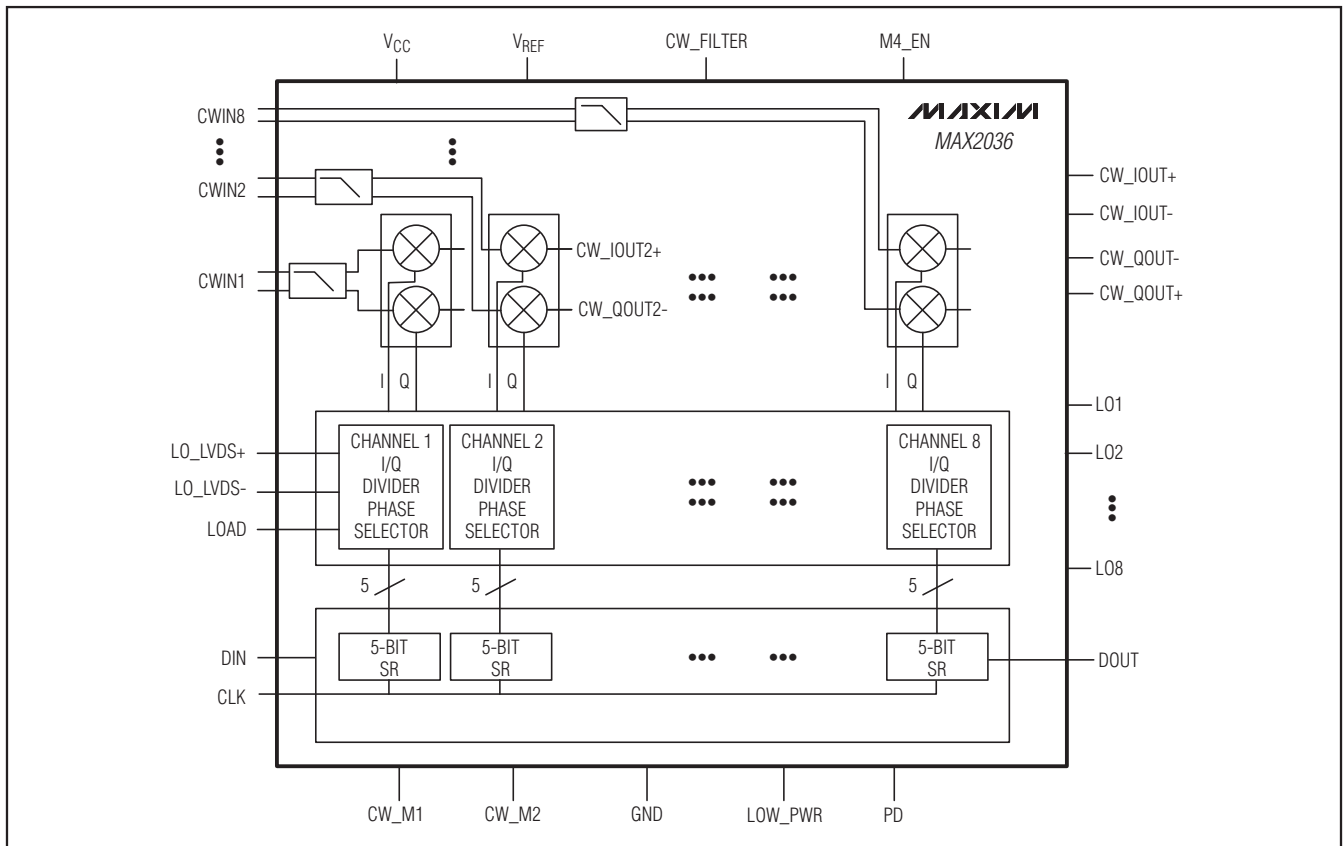 VCC
VREF
CW_FILTER
M4_EN
CWIN8
MAXIM
MAX2036
CWIN2
CW_IOUT+
CW_IOUT-
CWIN1
CW_IOUT2+
CW_QOUT2-
CW_QOUT-
CW_QOUT+
I Q
I Q
I Q
LO1
LO_LVDS+
LO_LVDS-
LOAD
CHANNEL 1
I/Q
DIVIDER
PHASE
SELECTOR
CHANNEL 2
I/Q
DIVIDER
PHASE
SELECTOR
CHANNEL 8
I/Q
DIVIDER
PHASE
SELECTOR
LO2
LO8
5
5
5
DIN
CLK
5-BIT
SR
5-BIT
SR
5-BIT
SR
DOUT
CW_M1
CW_M2
GND
LOW_PWR
PD